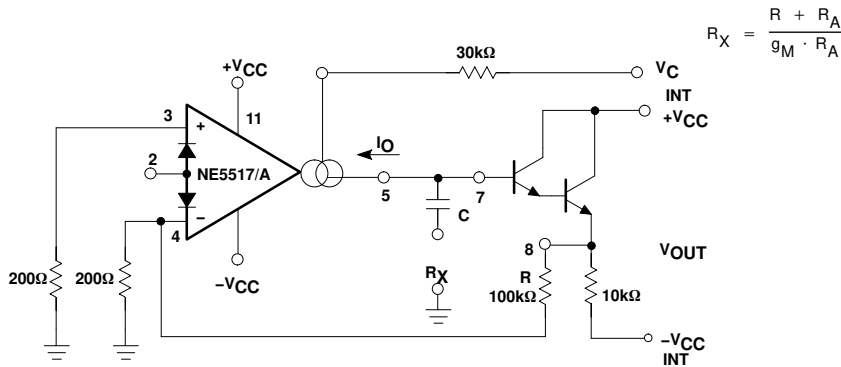 R + R_A
R_X = ─────
g_M · R_A
30kΩ
V_C
+V_CC
INT
+V_CC
3
+
11
I_O
2
NE5517/A
5
7
C
−
4
8
V_OUT
−V_CC
R_X
R
200Ω
200Ω
100kΩ
10kΩ
−V_CC
INT